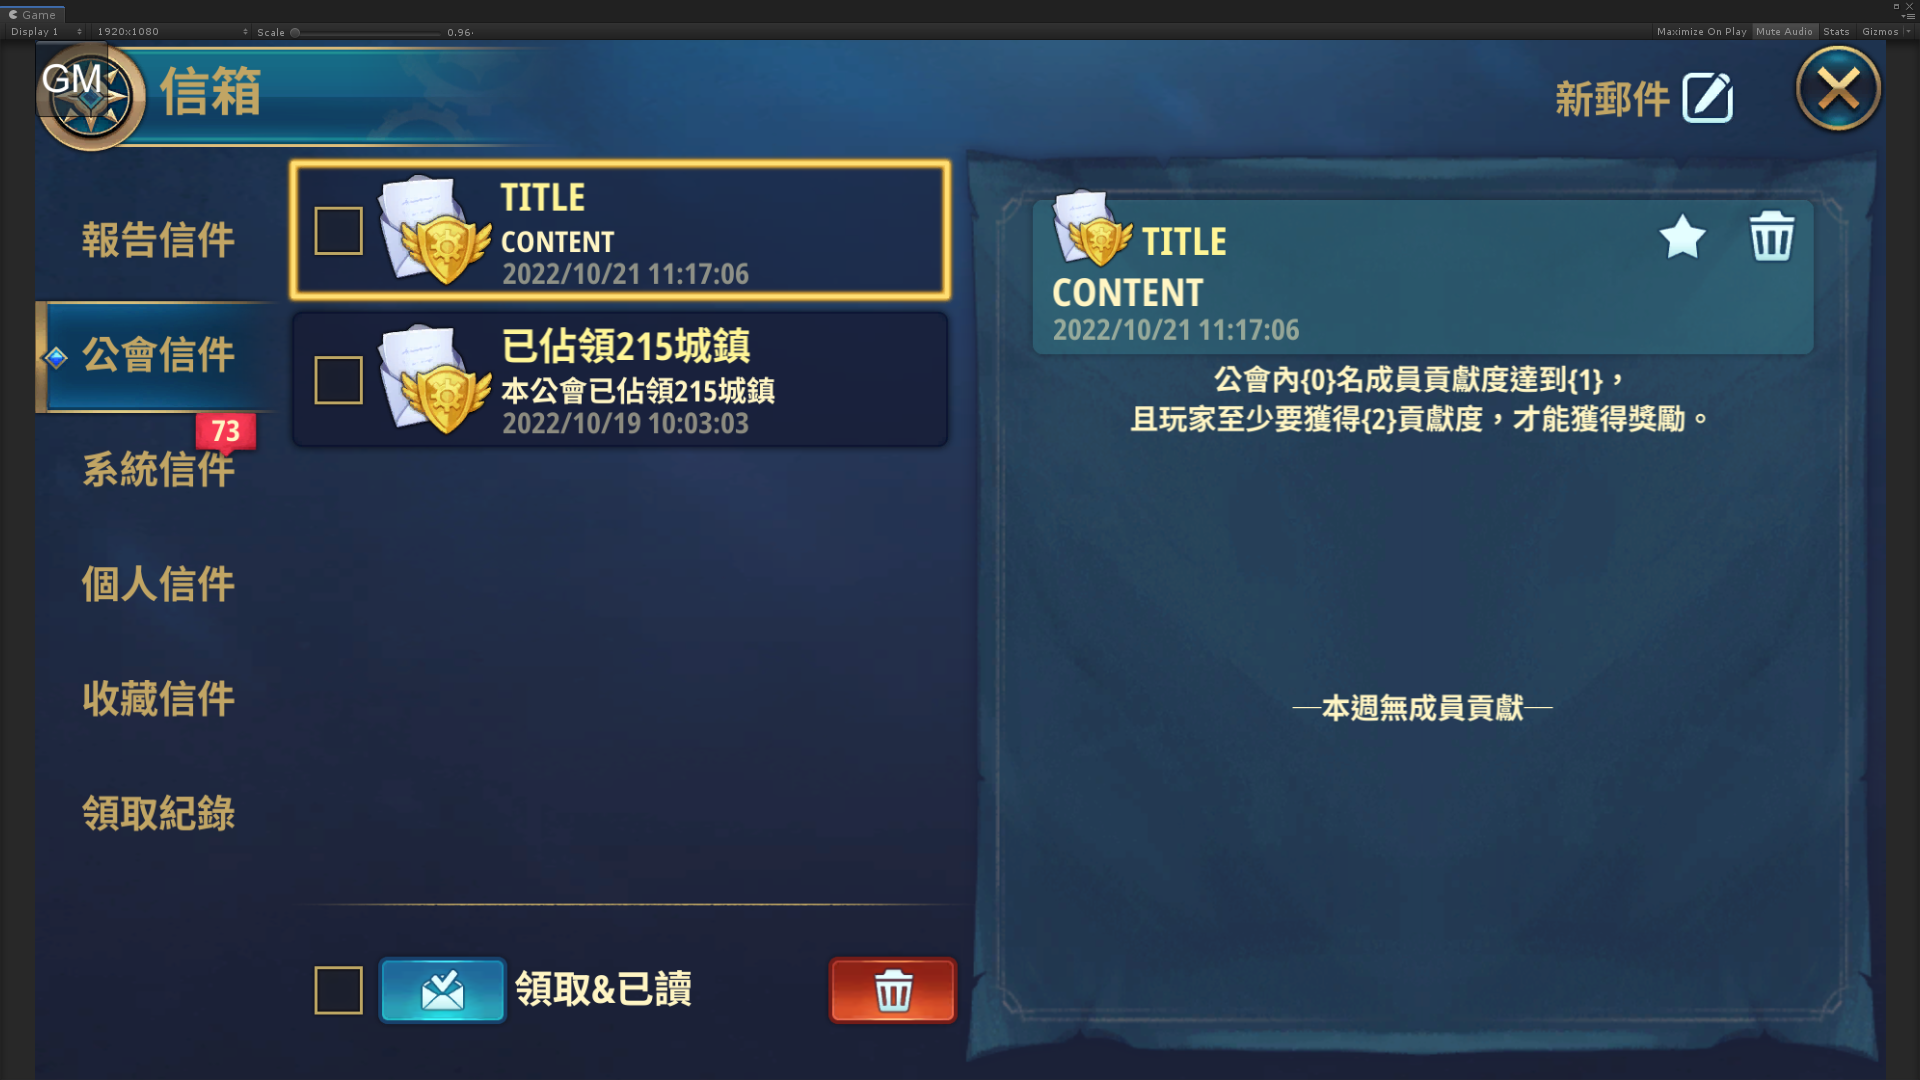 Game
Display 1
1920x1080
Scale
0.96
Maximize On Play
Mute Audio
Stats
Gizmos
GM
信箱
新郵件
報告信件
公會信件
73
系統信件
個人信件
收藏信件
領取紀錄
TITLE
CONTENT
2022/10/21 11:17:06
已佔領215城鎮
本公會已佔領215城鎮
2022/10/19 10:03:03
領取&已讀
TITLE
CONTENT
2022/10/21 11:17:06
公會內{0}名成員貢獻度達到{1}，
且玩家至少要獲得{2}貢獻度，才能獲得獎勵。
—本週無成員貢獻—